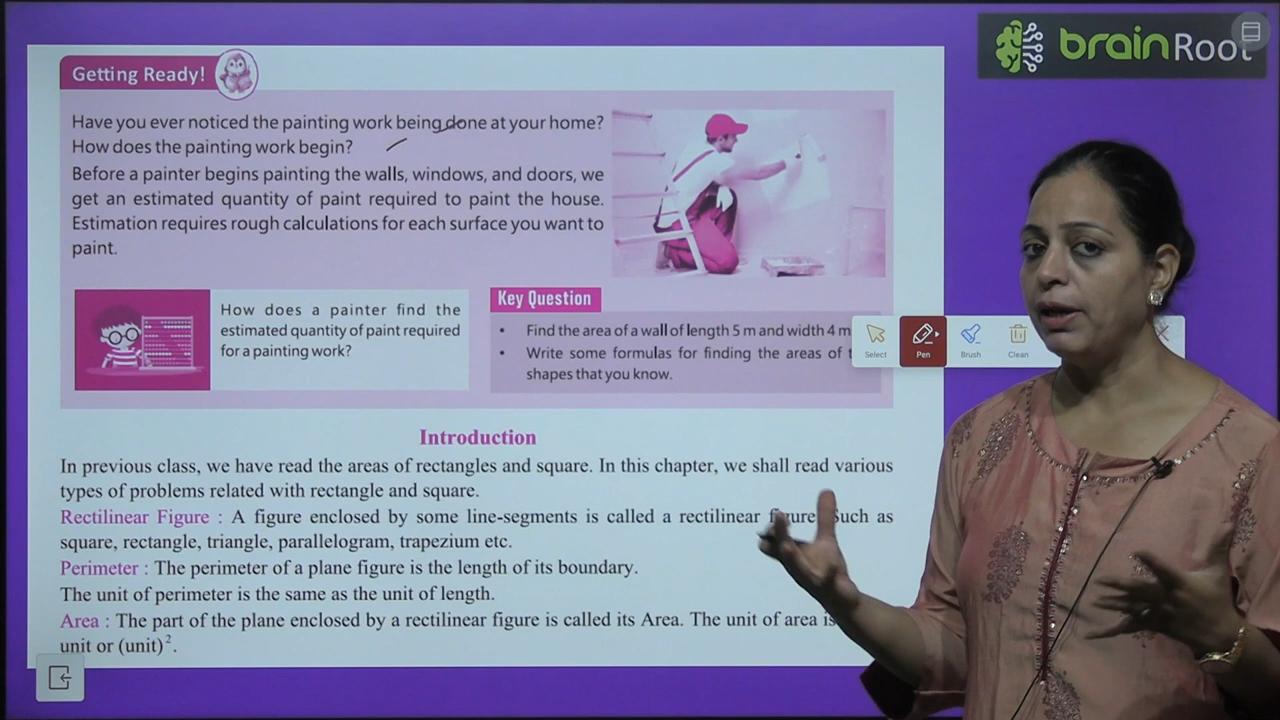 brainRoot
Getting Ready!
Have you ever noticed the painting work being done at your home?
How does the painting work begin?
Before a painter begins painting the walls, windows, and doors, we
get an estimated quantity of paint required to paint the house.
Estimation requires rough calculations for each surface you want to
paint.
How does a painter find the
estimated quantity of paint required
for a painting work?
Key Question
• Find the area of a wall of length 5 m and width 4 m
• Write some formulas for finding the areas of
shapes that you know.
Select
Pen
Brush
Clean
Introduction
In previous class, we have read the areas of rectangles and square. In this chapter, we shall read various
types of problems related with rectangle and square.
Rectilinear Figure : A figure enclosed by some line-segments is called a rectilinear figure. Such as
square, rectangle, triangle, parallelogram, trapezium etc.
Perimeter : The perimeter of a plane figure is the length of its boundary.
The unit of perimeter is the same as the unit of length.
Area : The part of the plane enclosed by a rectilinear figure is called its Area. The unit of area is
unit or (unit)².